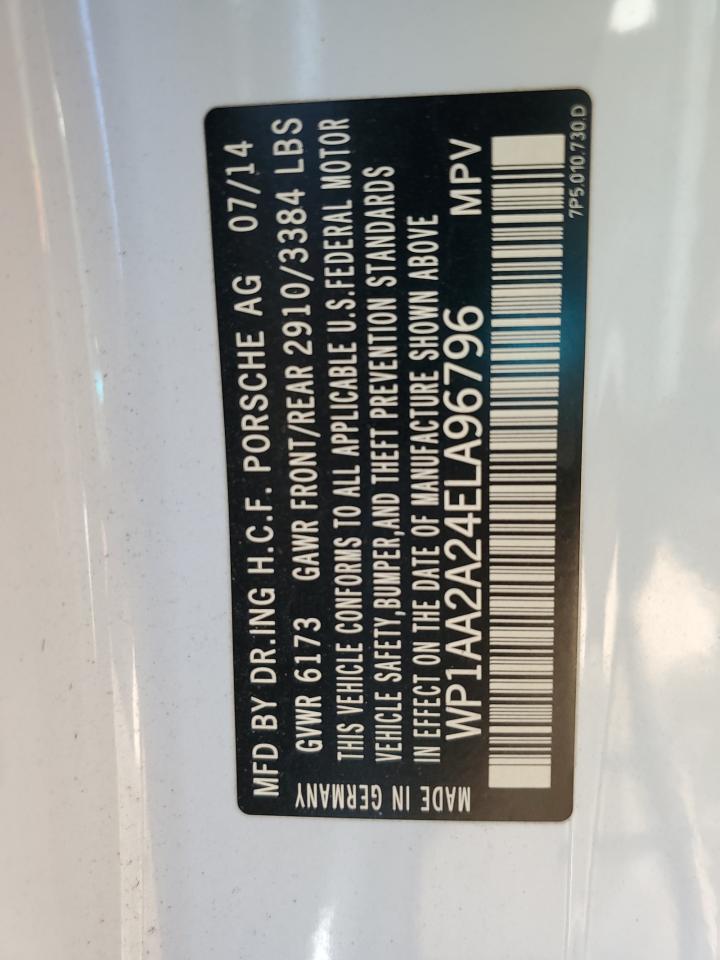 MFD BY DR.ING H.C.F. PORSCHE AG 07/14
GVWR 6173 GAWR FRONT/REAR 2910/3384 LBS
THIS VEHICLE CONFORMS TO ALL APPLICABLE U.S.FEDERAL MOTOR
VEHICLE SAFETY,BUMPER,AND THEFT PREVENTION STANDARDS
IN EFFECT ON THE DATE OF MANUFACTURE SHOWN ABOVE
WP1AA2A24ELA96796 MPV
MADE IN GERMANY
7P5.010.730.D